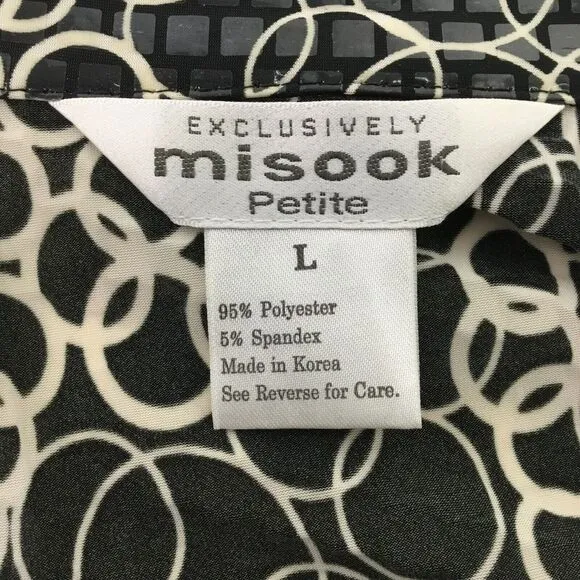 EXCLUSIVELY
misook
Petite
L
95% Polyester
5% Spandex
Made in Korea
See Reverse for Care.